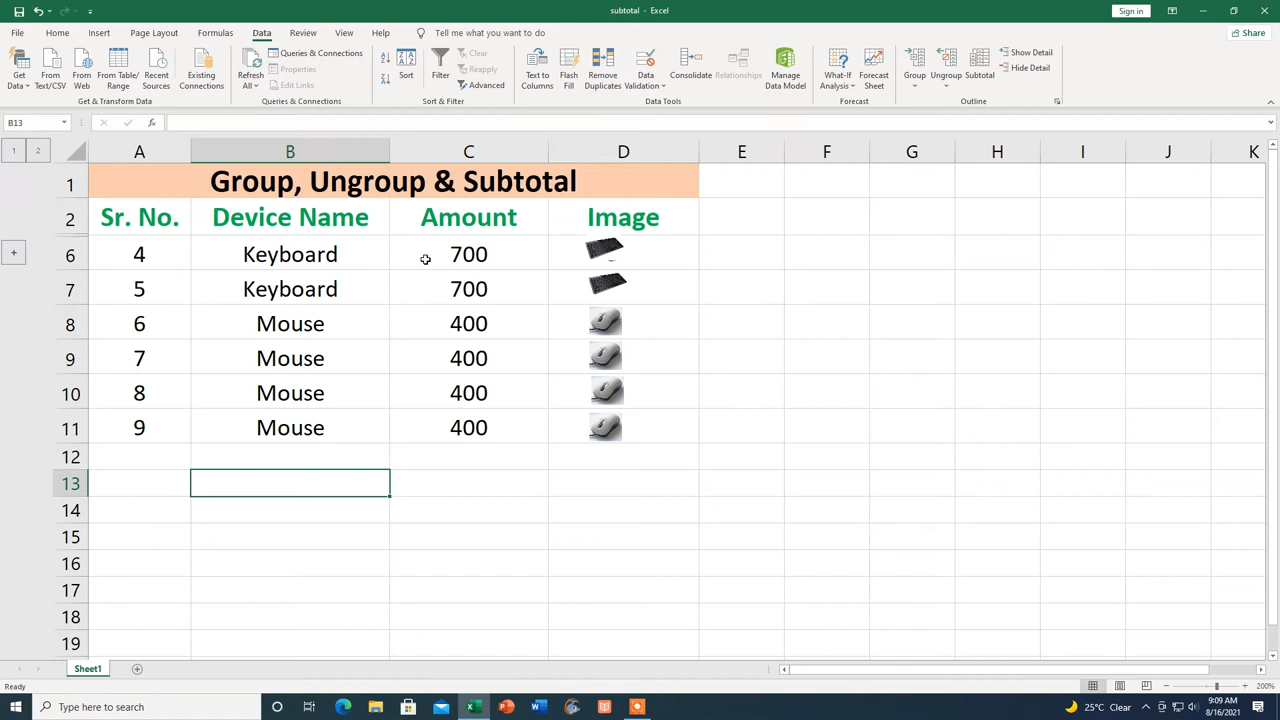 subtotal - Excel
Sign in
File Home Insert Page Layout Formulas Data Review View Help Tell me what you want to do
Share
Get Data
From Text/CSV
From Web
From Table/ Range
Recent Sources
Existing Connections
Get & Transform Data
Refresh All
Queries & Connections
Properties
Edit Links
Queries & Connections
Sort
Filter
Clear
Reapply
Advanced
Sort & Filter
Text to Columns
Flash Fill
Remove Duplicates
Data Validation
Consolidate
Relationships
Manage Data Model
Data Tools
What-If Analysis
Forecast Sheet
Forecast
Group
Ungroup
Subtotal
Show Detail
Hide Detail
Outline
B13
fx
1 2
A B C D E F G H I J K
1 Group, Ungroup & Subtotal
2 Sr. No. Device Name Amount Image
6 4 Keyboard 700
7 5 Keyboard 700
8 6 Mouse 400
9 7 Mouse 400
10 8 Mouse 400
11 9 Mouse 400
12
13
14
15
16
17
18
19
Sheet1
Ready
200%
Type here to search
25°C Clear
9:09 AM
8/16/2021